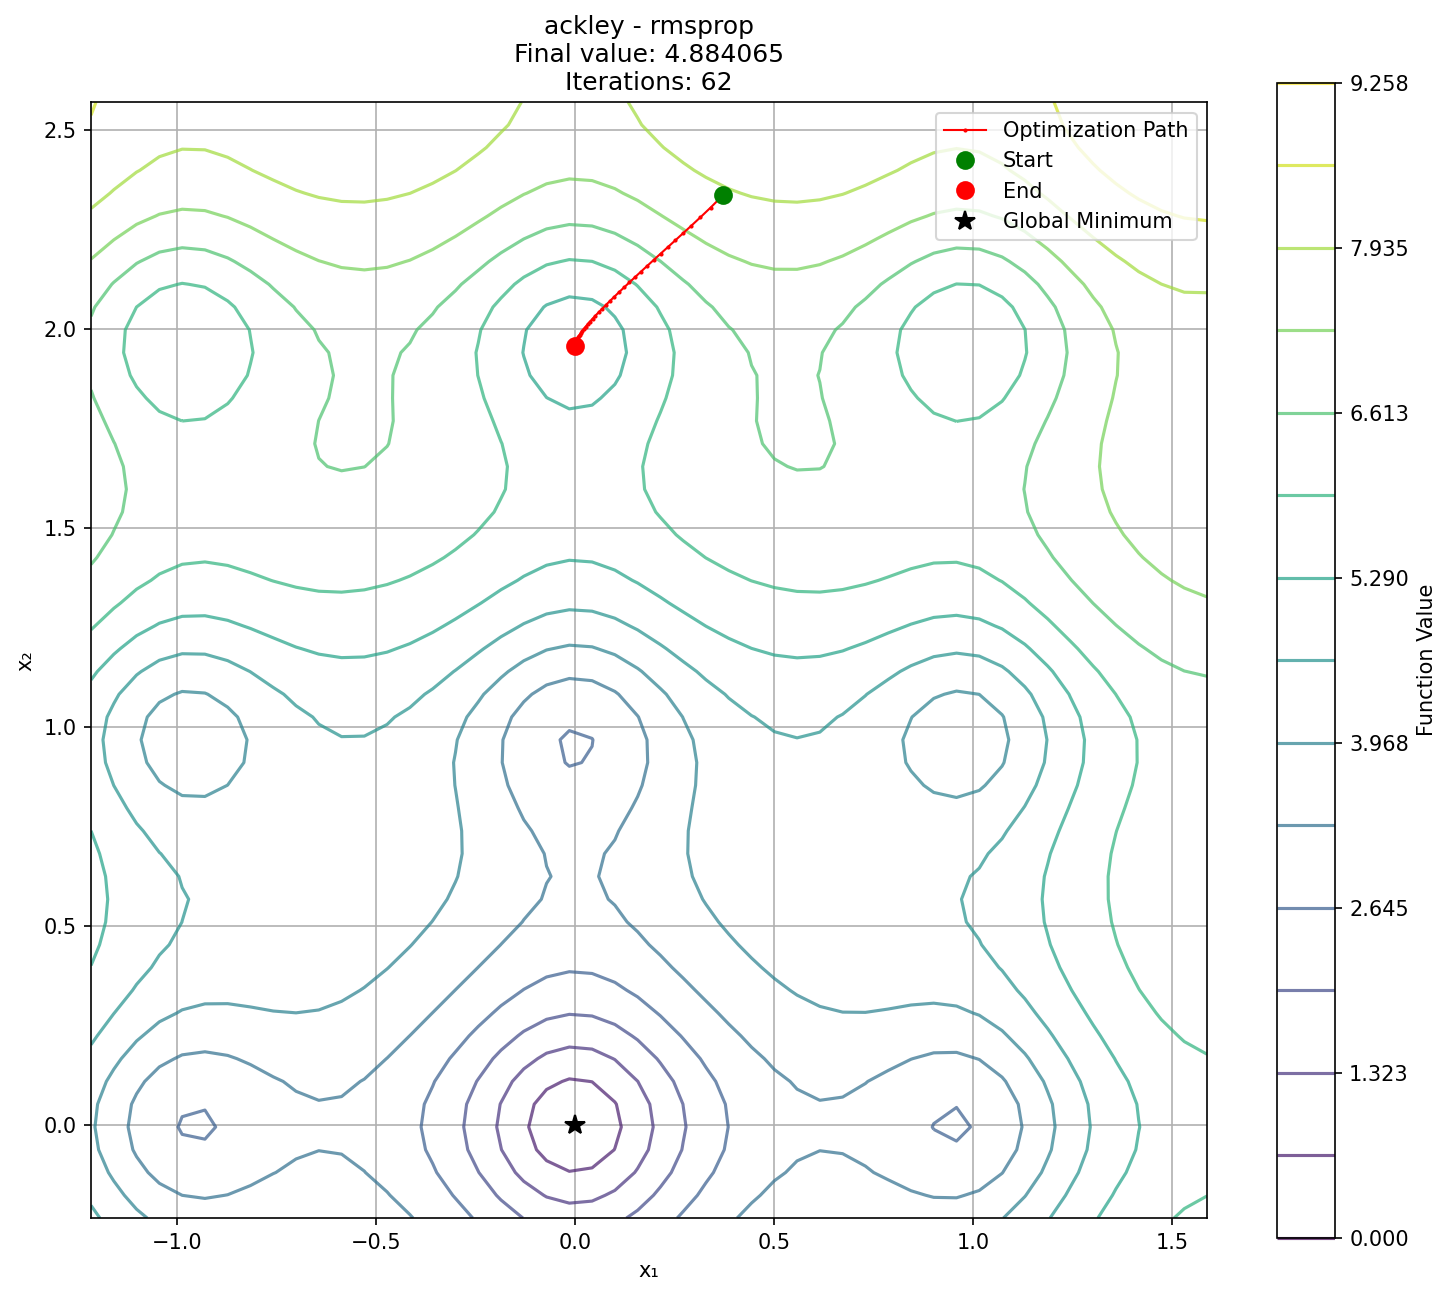 ackley - rmsprop
Final value: 4.884065
Iterations: 62
Optimization Path
Start
End
Global Minimum
2.5
2.0
1.5
1.0
0.5
0.0
x₂
−1.0
−0.5
0.0
0.5
1.0
1.5
x₁
9.258
7.935
6.613
5.290
3.968
2.645
1.323
0.000
Function Value